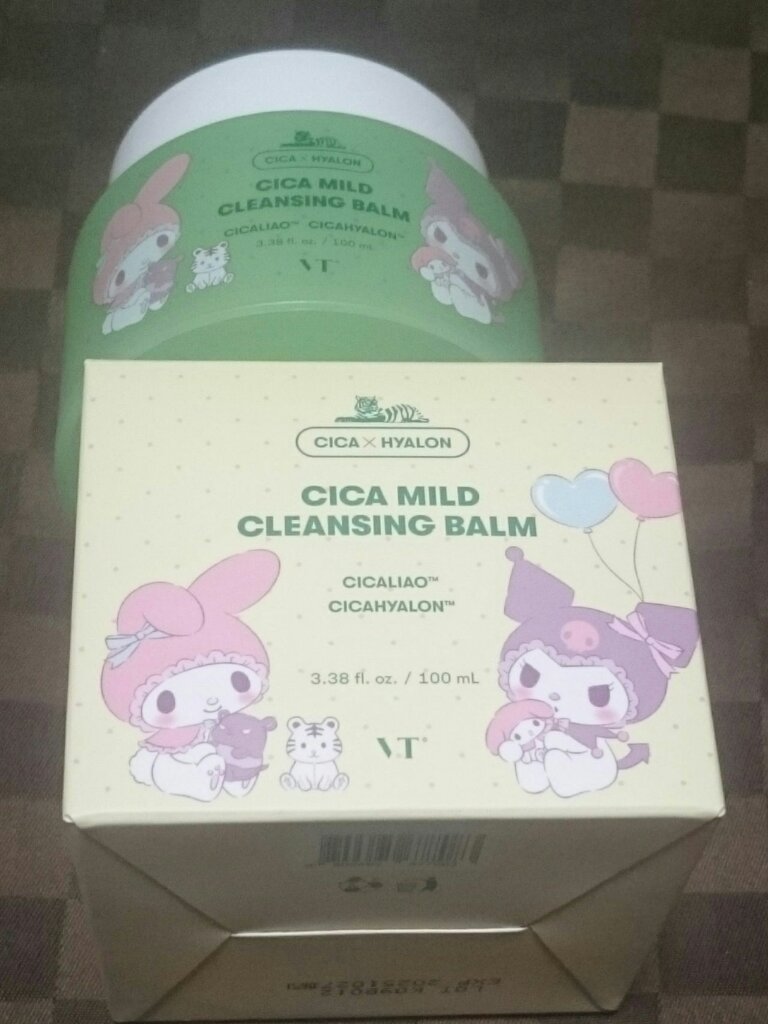 CICA × HYALON
CICA MILD
CLEANSING BALM
CICALIAO™ CICAHYALON™
3.38 fl. oz. / 100 mL
VT
CICA × HYALON
CICA MILD
CLEANSING BALM
CICALIAO™
CICAHYALON™
3.38 fl. oz. / 100 mL
VT